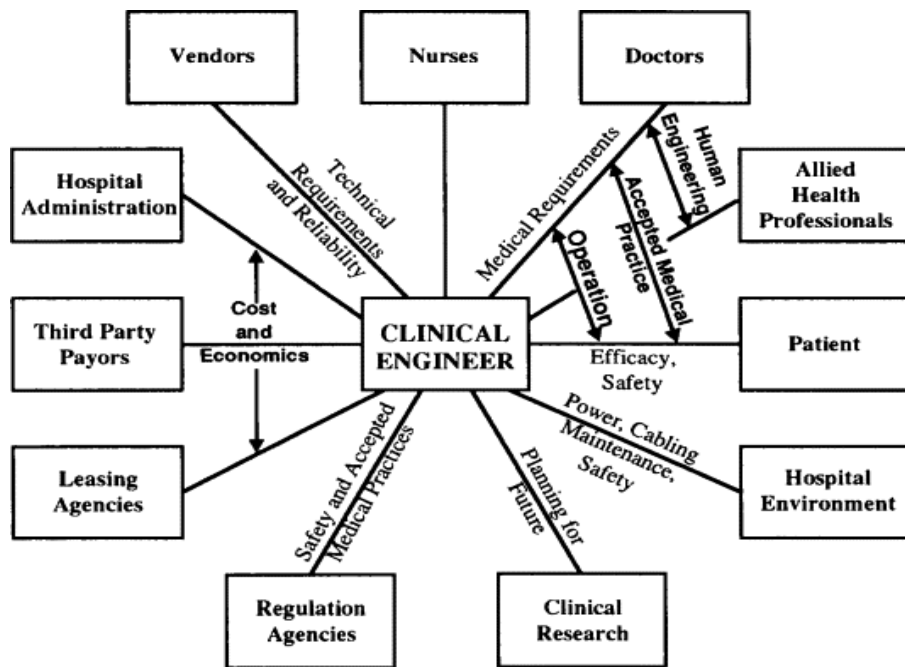 Vendors
Nurses
Doctors
Hospital
Administration
Technical
Requirements
and Reliability
Medical Requirements
Human
Engineering
Accepted Medical
Practice
Operation
Allied
Health
Professionals
Third Party
Payors
Cost
and
Economics
CLINICAL
ENGINEER
Efficacy,
Safety
Patient
Leasing
Agencies
Safety and Accepted
Medical Practices
Planning for
Future
Power, Cabling
Maintenance,
Safety
Hospital
Environment
Regulation
Agencies
Clinical
Research